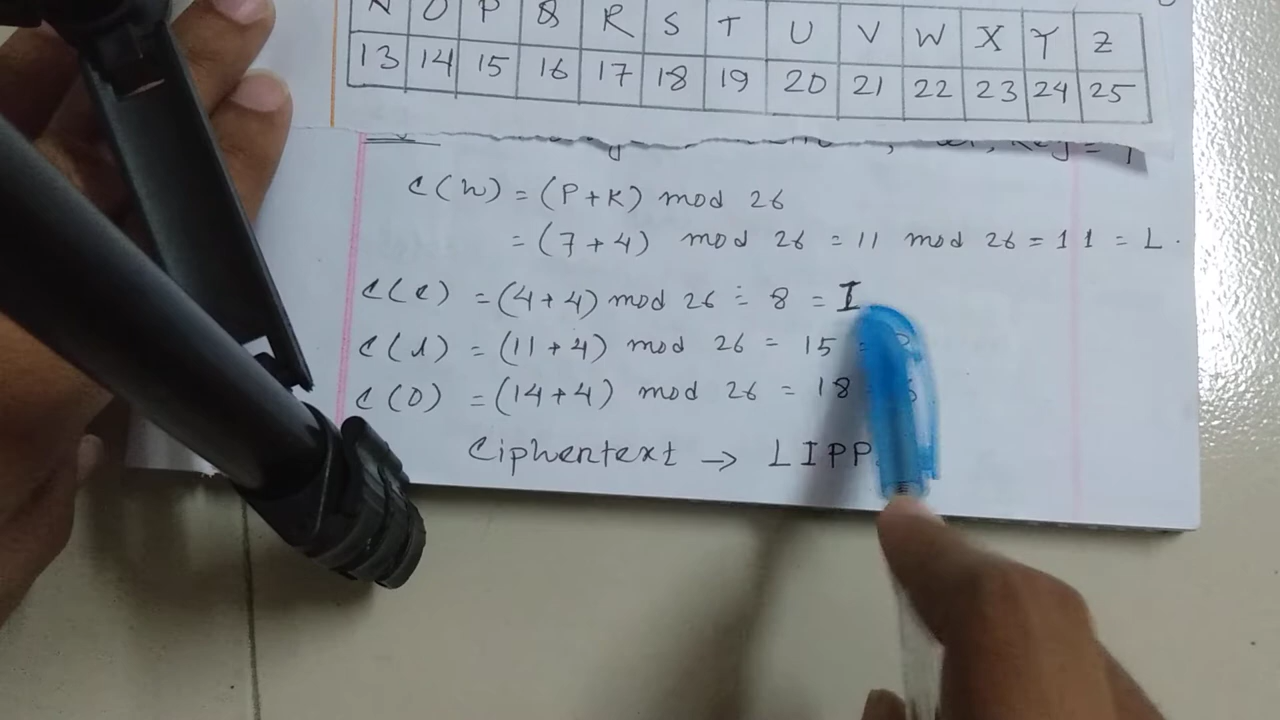 N O P Q R S T U V W X Y Z
13 14 15 16 17 18 19 20 21 22 23 24 25
C(h) = (P+K) mod 26
= (7+4) mod 26 = 11 mod 26 = 11 = L.
C(e) = (4+4) mod 26 = 8 = I
C(l) = (11+4) mod 26 = 15 =
C(O) = (14+4) mod 26 = 18
Ciphertext → LIPP